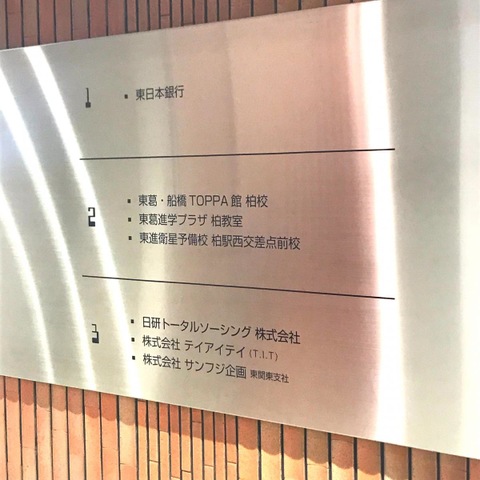 1 ▪ 東日本銀行
2 ▪ 東葛・船橋 TOPPA 館 柏校
▪ 東葛進学プラザ 柏教室
▪ 東進衛星予備校 柏駅西交差点前校
3 ▪ 日研トータルソーシング 株式会社
▪ 株式会社 テイアイテイ (T.I.T)
▪ 株式会社 サンフジ企画 東関東支社